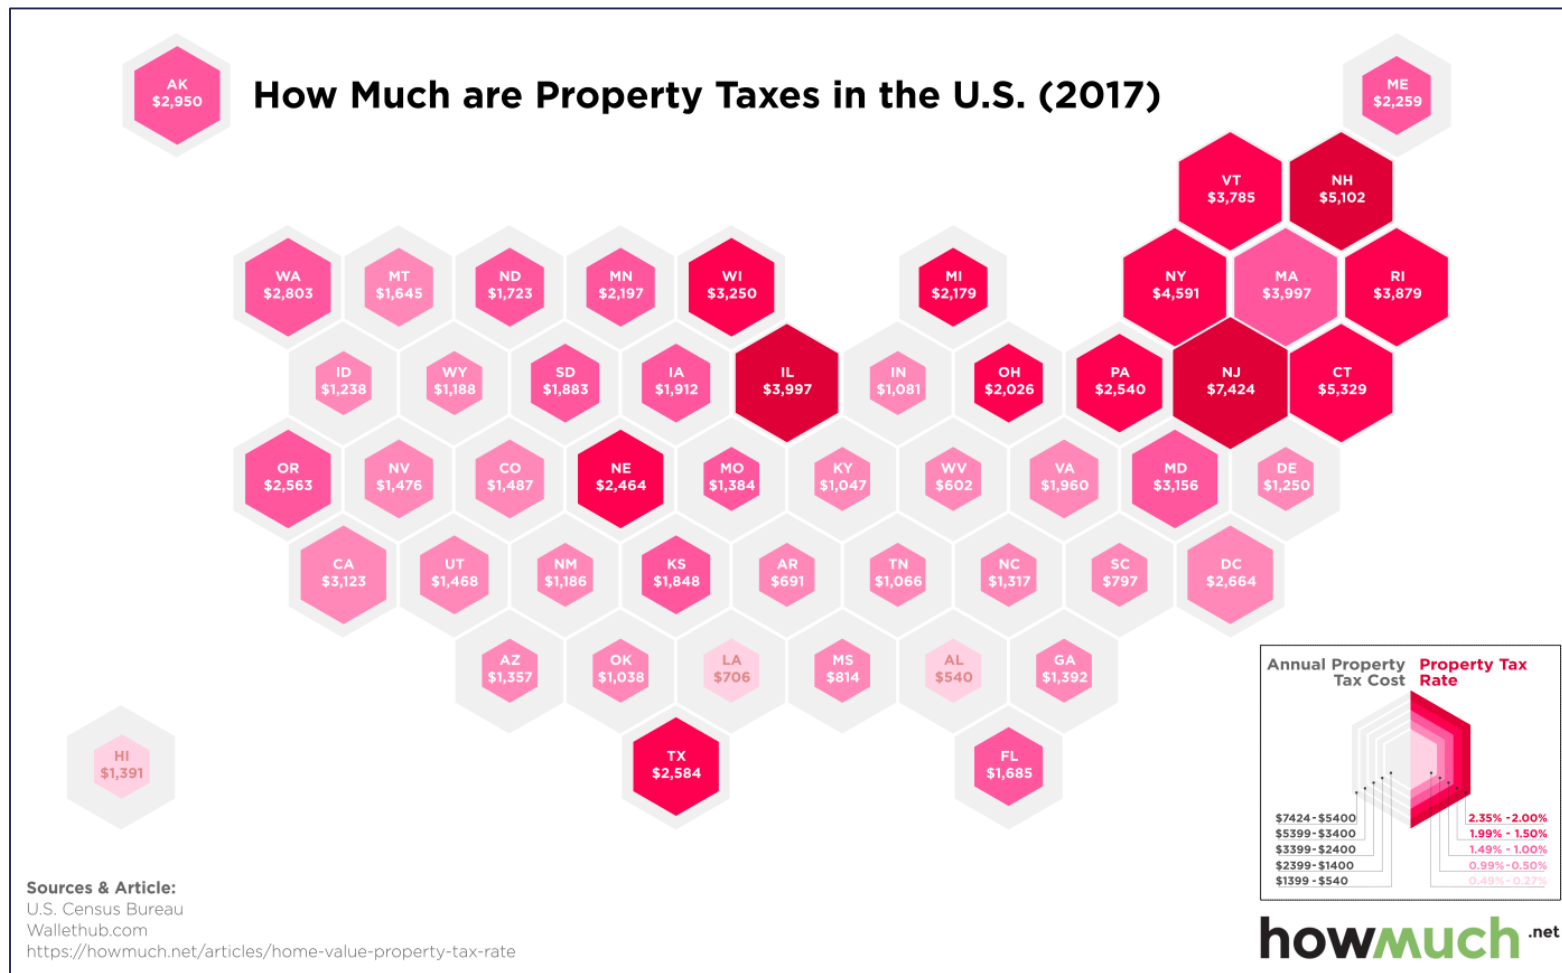 How Much are Property Taxes in the U.S. (2017)
AK
$2,950
ME
$2,259
VT
$3,785
NH
$5,102
WA
$2,803
MT
$1,645
ND
$1,723
MN
$2,197
WI
$3,250
MI
$2,179
NY
$4,591
MA
$3,997
RI
$3,879
ID
$1,238
WY
$1,188
SD
$1,883
IA
$1,912
IL
$3,997
IN
$1,081
OH
$2,026
PA
$2,540
NJ
$7,424
CT
$5,329
OR
$2,563
NV
$1,476
CO
$1,487
NE
$2,464
MO
$1,384
KY
$1,047
WV
$602
VA
$1,960
MD
$3,156
DE
$1,250
CA
$3,123
UT
$1,468
NM
$1,186
KS
$1,848
AR
$691
TN
$1,066
NC
$1,317
SC
$797
DC
$2,664
AZ
$1,357
OK
$1,038
LA
$706
MS
$814
AL
$540
GA
$1,392
HI
$1,391
TX
$2,584
FL
$1,685
Annual Property
Tax Cost
Property Tax
Rate
$7424-$5400
$5399-$3400
$3399-$2400
$2399-$1400
$1399-$540
2.35% -2.00%
1.99% - 1.50%
1.49% - 1.00%
0.99%-0.50%
0.49% - 0.27%
Sources & Article:
U.S. Census Bureau
Wallethub.com
https://howmuch.net/articles/home-value-property-tax-rate
howmuch.net